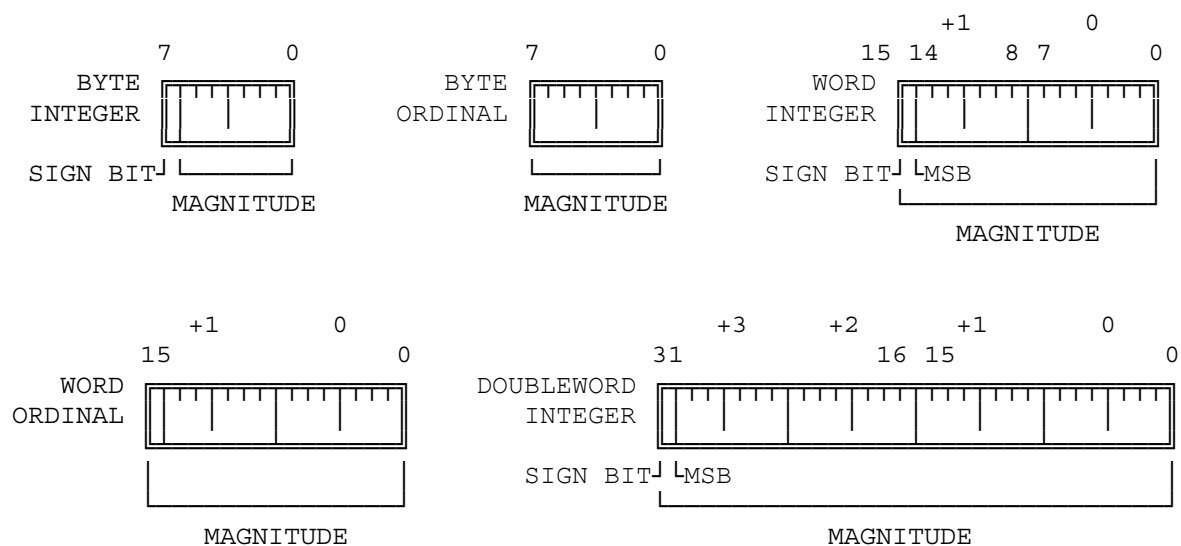 +1 0
7 0 7 0 15 14 8 7 0
BYTE BYTE WORD
INTEGER ORDINAL INTEGER
SIGN BIT SIGN BIT MSB
MAGNITUDE MAGNITUDE
MAGNITUDE
+1 0 +3 +2 +1 0
15 0 31 16 15 0
WORD DOUBLEWORD
ORDINAL INTEGER
SIGN BIT MSB
MAGNITUDE MAGNITUDE